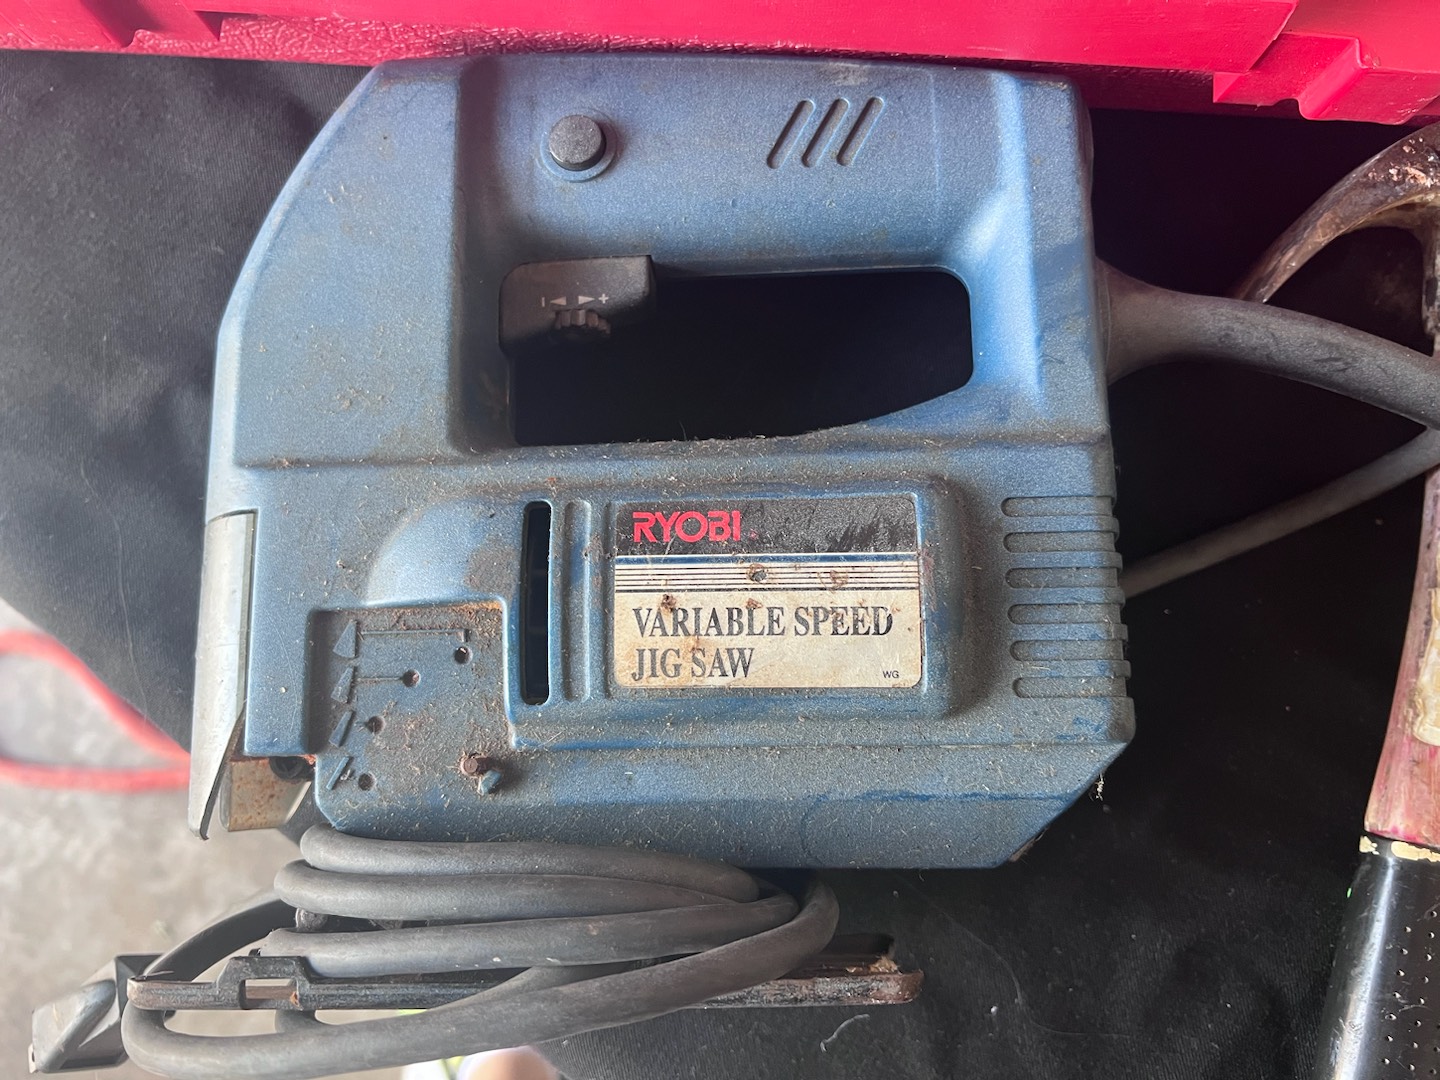 - +
RYOBI
VARIABLE SPEED
JIG SAW
WG